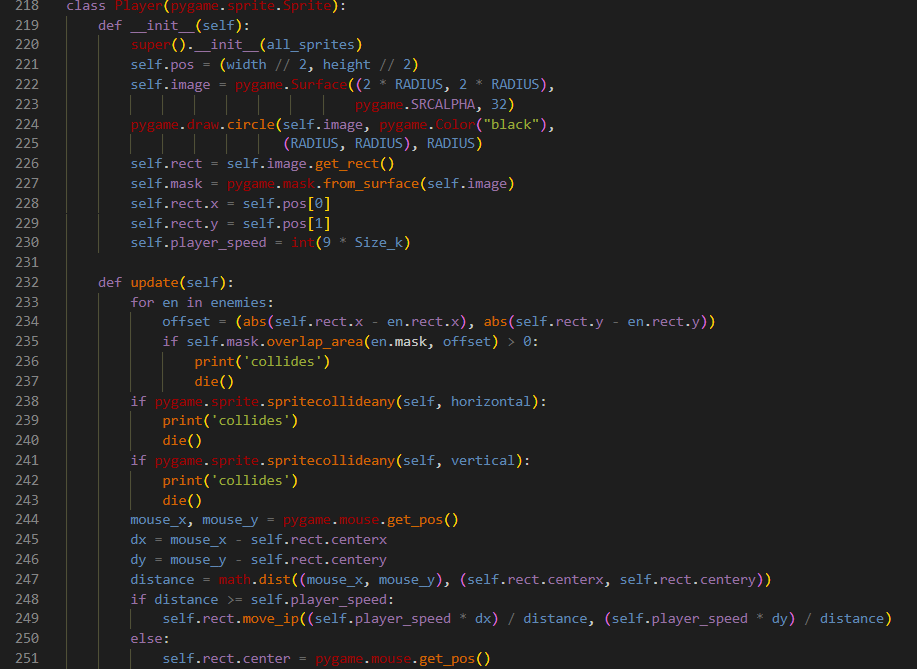 218 class Player(pygame.sprite.Sprite):
219     def __init__(self):
220         super().__init__(all_sprites)
221         self.pos = (width // 2, height // 2)
222         self.image = pygame.Surface((2 * RADIUS, 2 * RADIUS),
223                                     pygame.SRCALPHA, 32)
224         pygame.draw.circle(self.image, pygame.Color("black"),
225                            (RADIUS, RADIUS), RADIUS)
226         self.rect = self.image.get_rect()
227         self.mask = pygame.mask.from_surface(self.image)
228         self.rect.x = self.pos[0]
229         self.rect.y = self.pos[1]
230         self.player_speed = int(9 * Size_k)
231
232     def update(self):
233         for en in enemies:
234             offset = (abs(self.rect.x - en.rect.x), abs(self.rect.y - en.rect.y))
235             if self.mask.overlap_area(en.mask, offset) > 0:
236                 print('collides')
237                 die()
238         if pygame.sprite.spritecollideany(self, horizontal):
239             print('collides')
240             die()
241         if pygame.sprite.spritecollideany(self, vertical):
242             print('collides')
243             die()
244         mouse_x, mouse_y = pygame.mouse.get_pos()
245         dx = mouse_x - self.rect.centerx
246         dy = mouse_y - self.rect.centery
247         distance = math.dist((mouse_x, mouse_y), (self.rect.centerx, self.rect.centery))
248         if distance >= self.player_speed:
249             self.rect.move_ip((self.player_speed * dx) / distance, (self.player_speed * dy) / distance)
250         else:
251             self.rect.center = pygame.mouse.get_pos()